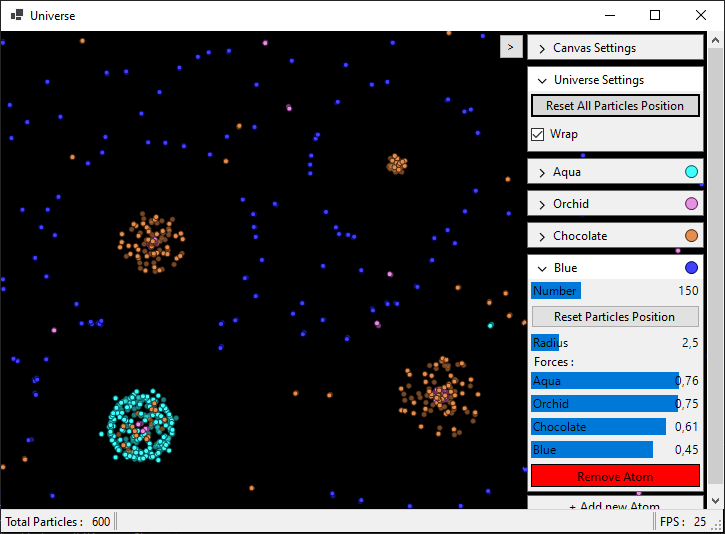 Universe
>
Canvas Settings
Universe Settings
Reset All Particles Position
Wrap
Aqua
Orchid
Chocolate
Blue
Number 150
Reset Particles Position
Radius 2,5
Forces :
Aqua 0,76
Orchid 0,75
Chocolate 0,61
Blue 0,45
Remove Atom
+ Add new Atom
Total Particles : 600
FPS : 25